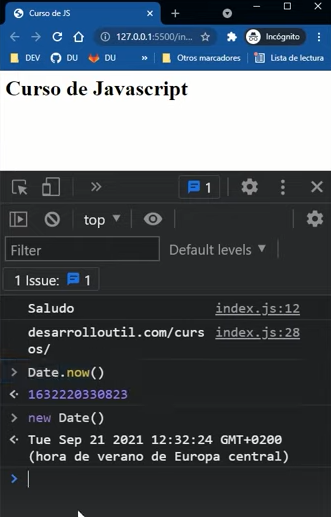 Curso de JS
127.0.0.1:5500/in...
Incógnito
DEV
DU
DU
»
Otros marcadores
Lista de lectura
Curso de Javascript
»
1
top
Filter
Default levels
1 Issue: 1
Saludo index.js:12
desarrolloutil.com/curs index.js:28
os/
Date.now()
1632220330823
new Date()
Tue Sep 21 2021 12:32:24 GMT+0200
(hora de verano de Europa central)